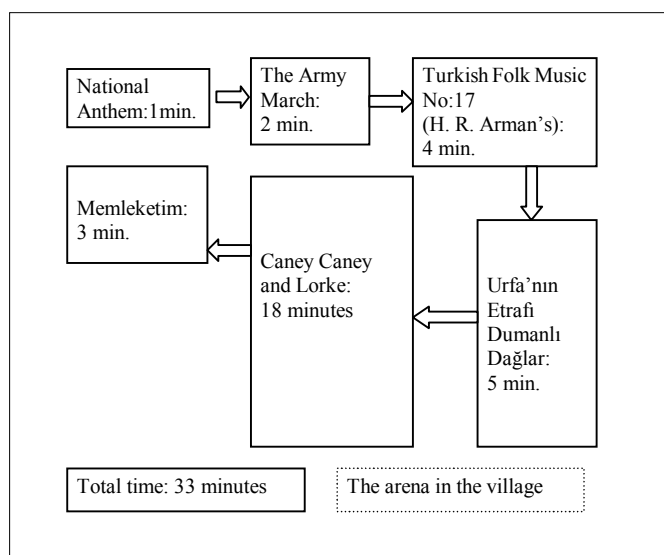 National
Anthem:1min.
The Army
March:
2 min.
Turkish Folk Music
No:17
(H. R. Arman's):
4 min.
Urfa'nın
Etrafı
Dumanlı
Dağlar:
5 min.
Caney Caney
and Lorke:
18 minutes
Memleketim:
3 min.
Total time: 33 minutes
The arena in the village